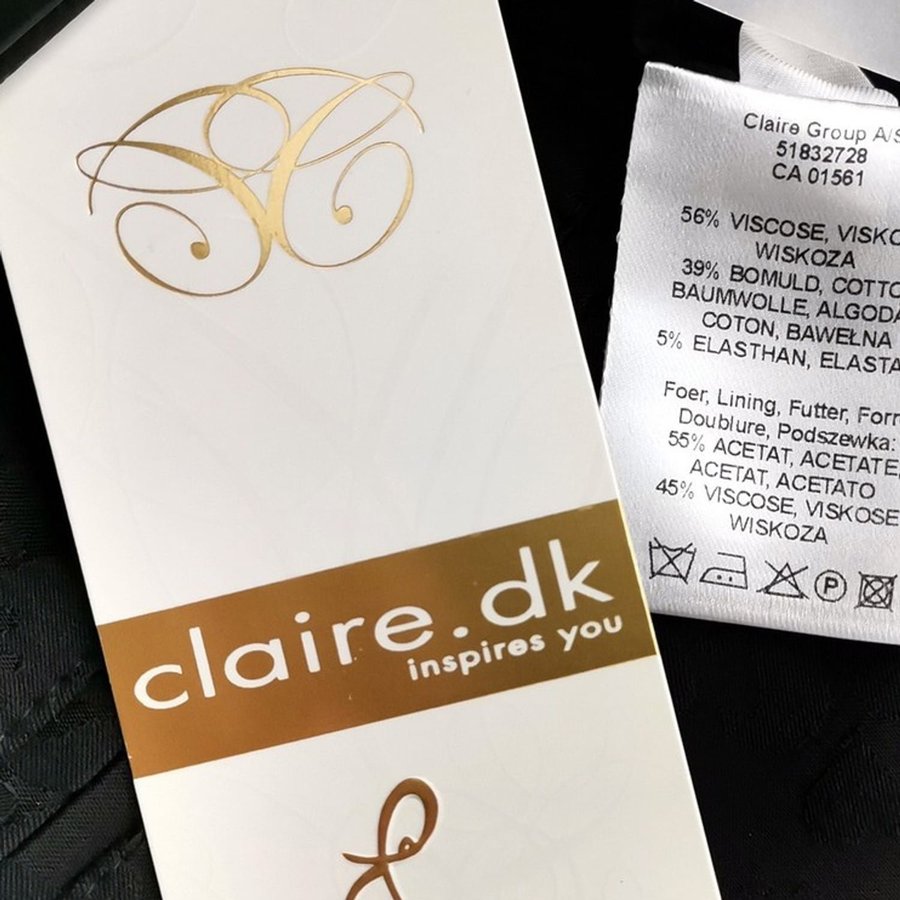 claire.dk
inspires you
Claire Group A/S
51832728
CA 01561
56% VISCOSE, VISKO
WISKOZA
39% BOMULD, COTTO
BAUMWOLLE, ALGODA
COTON, BAWEŁNA
5% ELASTHAN, ELASTA
Foer, Lining, Futter, Forr
Doublure, Podszewka:
55% ACETAT, ACETATE,
ACETAT, ACETATO
45% VISCOSE, VISKOSE
WISKOZA
P